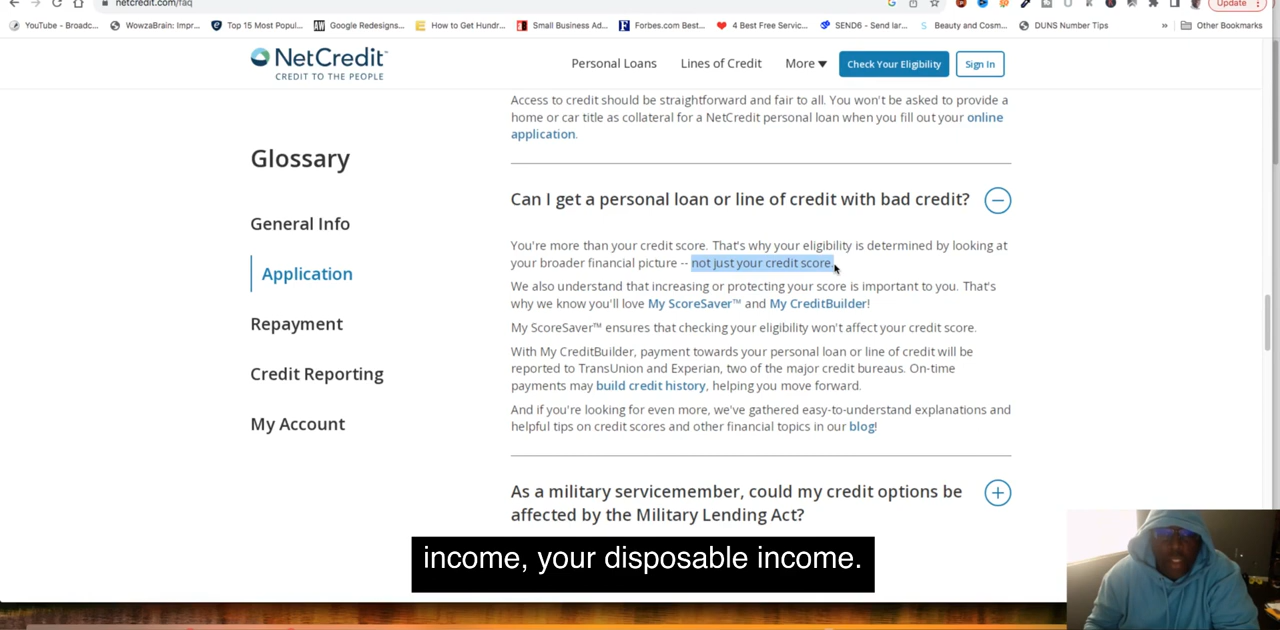 netcredit.com/faq
Update
YouTube - Broadc...
WowzaBrain: Impr...
Top 15 Most Popul...
Google Redesigns...
How to Get Hundr...
Small Business Ad...
Forbes.com Best...
4 Best Free Servic...
SEND6 - Send lar...
Beauty and Cosm...
DUNS Number Tips
»
Other Bookmarks
NetCredit
CREDIT TO THE PEOPLE
Personal Loans
Lines of Credit
More
Check Your Eligibility
Sign In
Glossary
General Info
Application
Repayment
Credit Reporting
My Account
Access to credit should be straightforward and fair to all. You won't be asked to provide a
home or car title as collateral for a NetCredit personal loan when you fill out your online
application.
Can I get a personal loan or line of credit with bad credit?
You're more than your credit score. That's why your eligibility is determined by looking at
your broader financial picture -- not just your credit score.
We also understand that increasing or protecting your score is important to you. That's
why we know you'll love My ScoreSaver™ and My CreditBuilder!
My ScoreSaver™ ensures that checking your eligibility won't affect your credit score.
With My CreditBuilder, payment towards your personal loan or line of credit will be
reported to TransUnion and Experian, two of the major credit bureaus. On-time
payments may build credit history, helping you move forward.
And if you're looking for even more, we've gathered easy-to-understand explanations and
helpful tips on credit scores and other financial topics in our blog!
As a military servicemember, could my credit options be
affected by the Military Lending Act?
income, your disposable income.